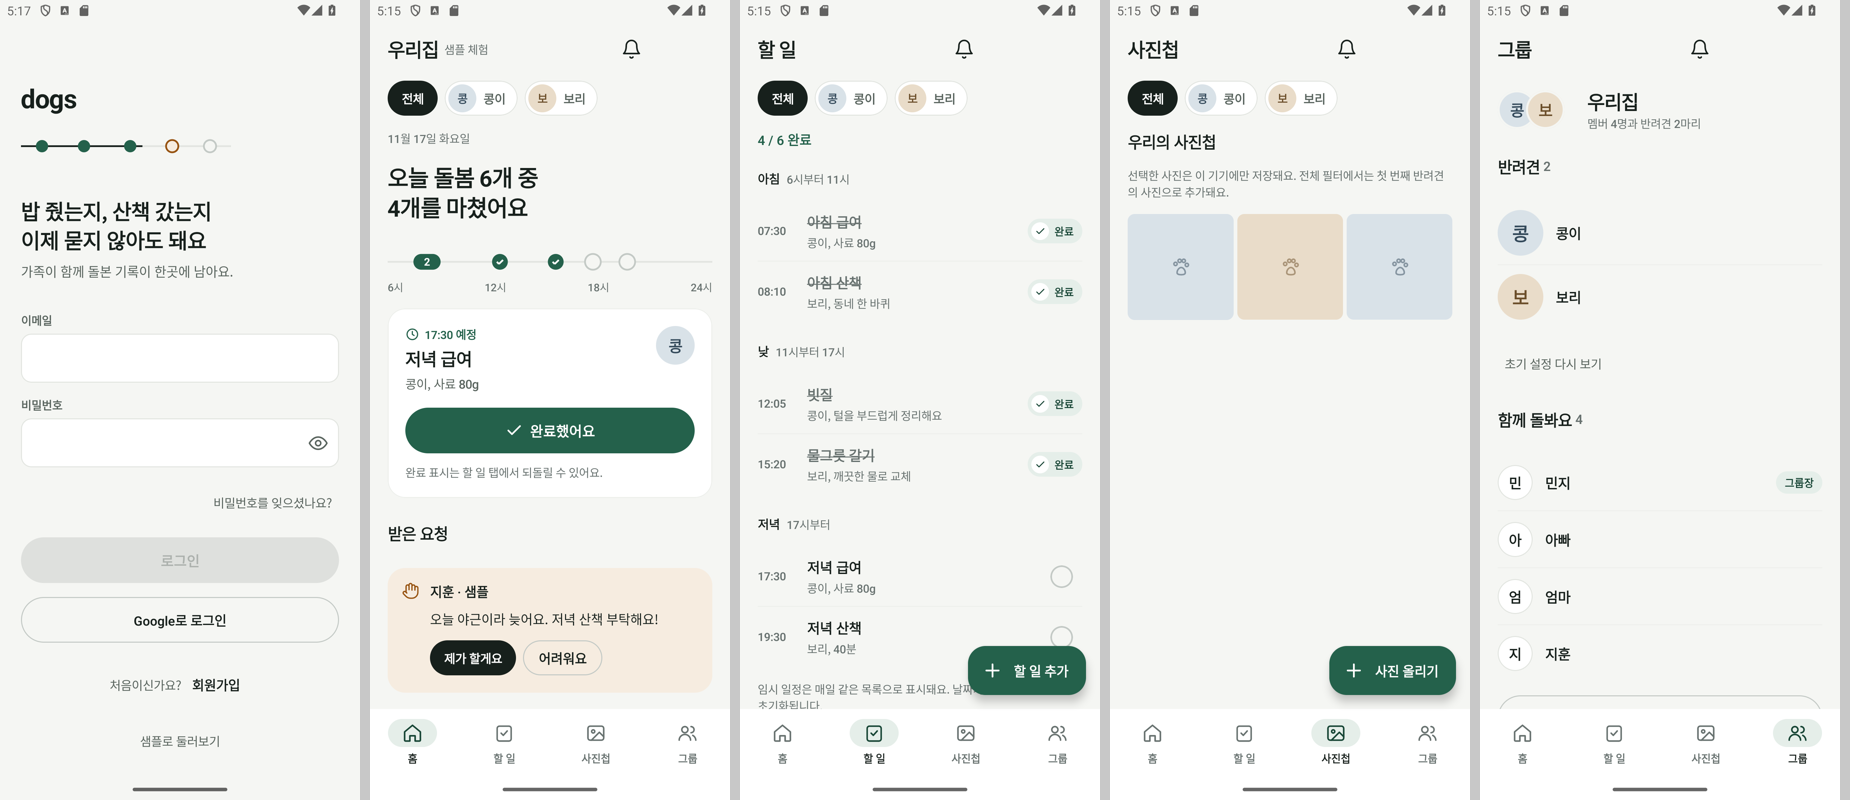 5:17
dogs
밥 줬는지, 산책 갔는지
이제 묻지 않아도 돼요
가족이 함께 돌본 기록이 한곳에 남아요.
이메일
비밀번호
비밀번호를 잊으셨나요?
로그인
Google로 로그인
처음이신가요? 회원가입
샘플로 둘러보기
5:15
우리집 샘플 체험
전체
콩 콩이
보 보리
11월 17일 화요일
오늘 돌봄 6개 중
4개를 마쳤어요
2
6시 12시 18시 24시
17:30 예정
저녁 급여
콩
콩이, 사료 80g
완료했어요
완료 표시는 할 일 탭에서 되돌릴 수 있어요.
받은 요청
지훈 · 샘플
오늘 야근이라 늦어요. 저녁 산책 부탁해요!
제가 할게요 어려워요
홈 할 일 사진첩 그룹
5:15
할 일
전체
콩 콩이
보 보리
4 / 6 완료
아침 6시부터 11시
07:30 아침 급여 완료
콩이, 사료 80g
08:10 아침 산책 완료
보리, 동네 한 바퀴
낮 11시부터 17시
12:05 빗질 완료
콩이, 털을 부드럽게 정리해요
15:20 물그릇 갈기 완료
보리, 깨끗한 물로 교체
저녁 17시부터
17:30 저녁 급여
콩이, 사료 80g
19:30 저녁 산책
보리, 40분
할 일 추가
임시 일정은 매일 같은 목록으로 표시돼요. 날짜
초기화됩니다
홈 할 일 사진첩 그룹
5:15
사진첩
전체
콩 콩이
보 보리
우리의 사진첩
선택한 사진은 이 기기에만 저장돼요. 전체 필터에서는 첫 번째 반려견
의 사진으로 추가돼요.
사진 올리기
홈 할 일 사진첩 그룹
5:15
그룹
콩 보
우리집
멤버 4명과 반려견 2마리
반려견 2
콩 콩이
보 보리
초기 설정 다시 보기
함께 돌봐요 4
민 민지 그룹장
아 아빠
엄 엄마
지 지훈
홈 할 일 사진첩 그룹